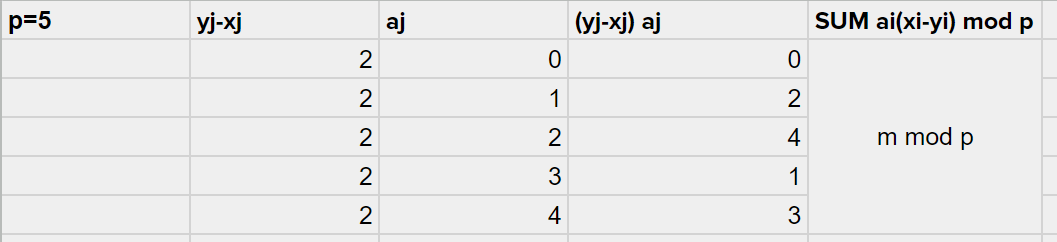 p=5 yj-xj aj (yj-xj) aj SUM ai(xi-yi) mod p
2 0 0
2 1 2
2 2 4 m mod p
2 3 1
2 4 3